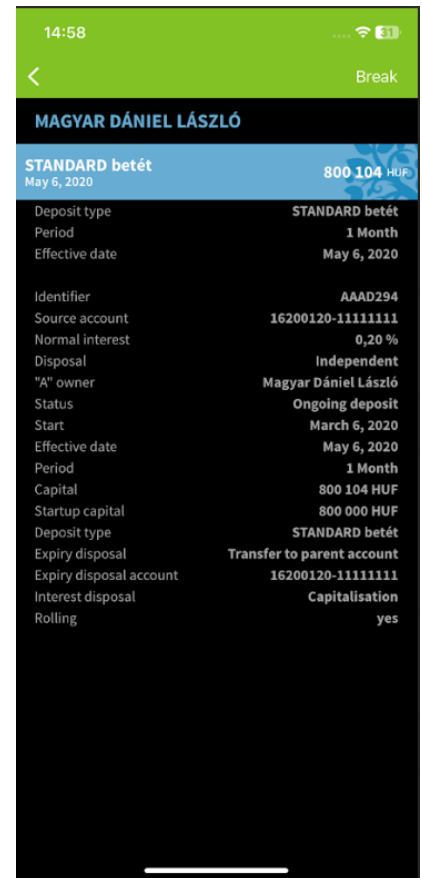 14:58
31
Break
MAGYAR DÁNIEL LÁSZLÓ
STANDARD betét 800 104 HUF
May 6, 2020
Deposit type STANDARD betét
Period 1 Month
Effective date May 6, 2020
Identifier AAAD294
Source account 16200120-11111111
Normal interest 0,20 %
Disposal Independent
"A" owner Magyar Dániel László
Status Ongoing deposit
Start March 6, 2020
Effective date May 6, 2020
Period 1 Month
Capital 800 104 HUF
Startup capital 800 000 HUF
Deposit type STANDARD betét
Expiry disposal Transfer to parent account
Expiry disposal account 16200120-11111111
Interest disposal Capitalisation
Rolling yes